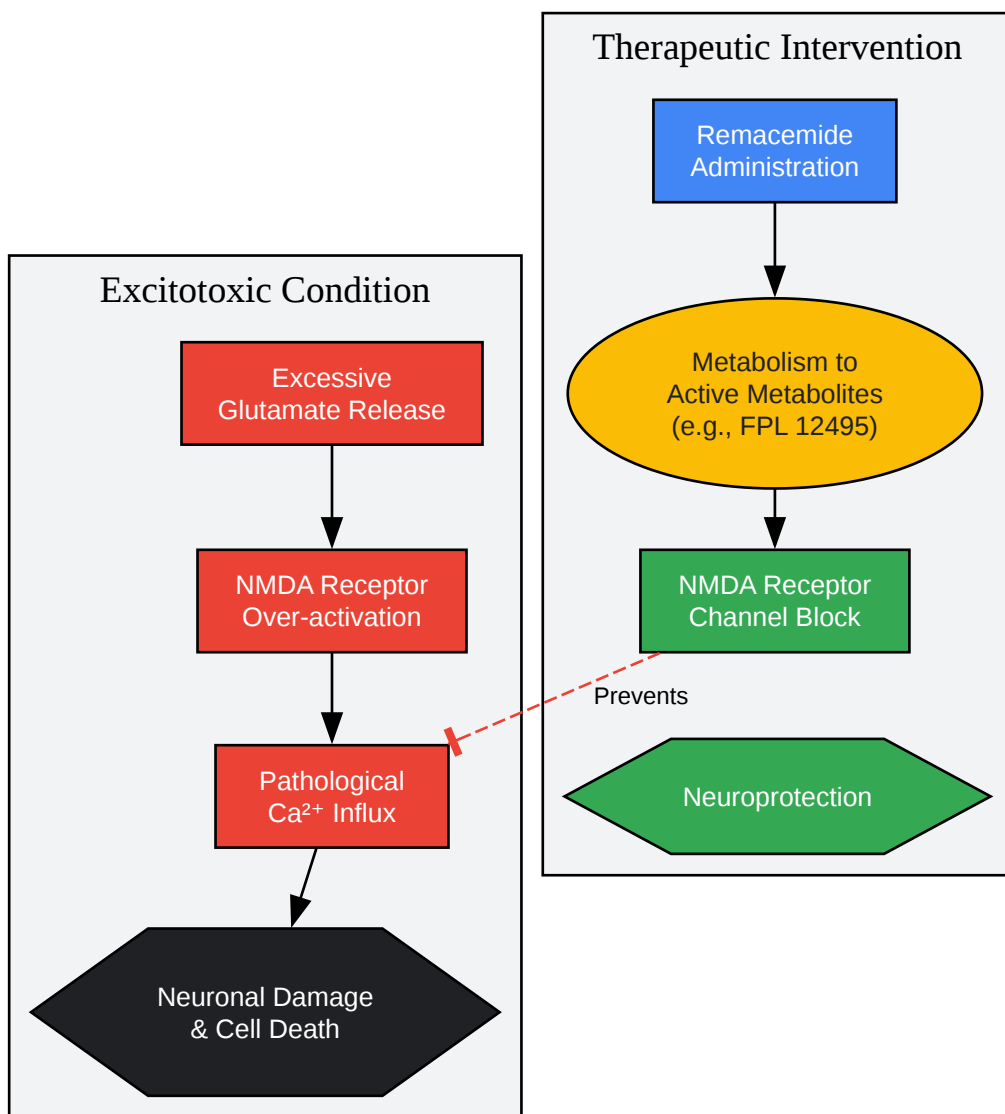 Therapeutic Intervention
Remacemide
Administration
Metabolism to
Active Metabolites
(e.g., FPL 12495)
NMDA Receptor
Channel Block
Prevents
Neuroprotection
Excitotoxic Condition
Excessive
Glutamate Release
NMDA Receptor
Over-activation
Pathological
Ca²⁺ Influx
Neuronal Damage
& Cell Death